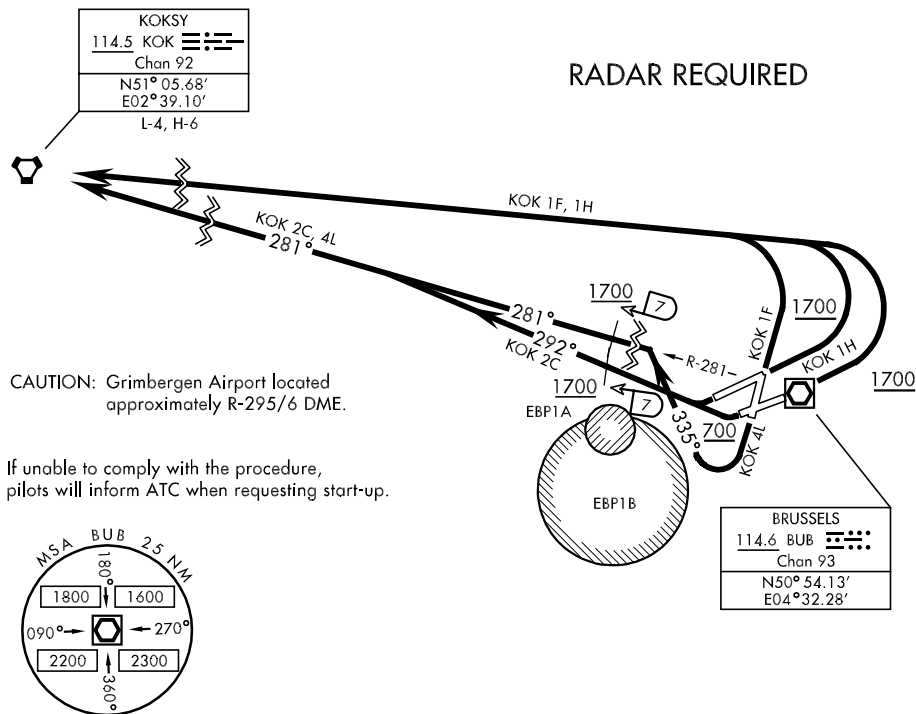 KOKSY
114.5 KOK
Chan 92
N51° 05.68′
E02° 39.10′
L-4, H-6
RADAR REQUIRED
KOK 1F, 1H
KOK 2C, 4L
281°
1700
7
281°
292°
KOK 2C
R-281
KOK 1F
1700
KOK 1H
1700
CAUTION: Grimbergen Airport located
approximately R-295/6 DME.
1700
7
EBP1A
335°
700
KOK 4L
If unable to comply with the procedure,
pilots will inform ATC when requesting start-up.
EBP1B
BRUSSELS
114.6 BUB
Chan 93
N50° 54.13′
E04° 32.28′
MSA BUB 25 NM
180°
1800
1600
090°
270°
2200
2300
360°